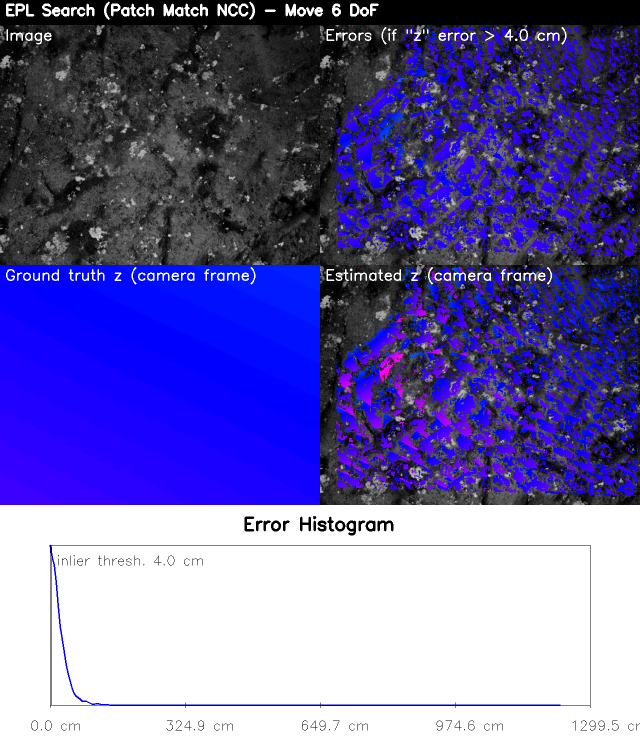 EPL Search (Patch Match NCC) - Move 6 DoF
Image
Errors (if "z" error > 4.0 cm)
Ground truth z (camera frame)
Estimated z (camera frame)
Error Histogram
inlier thresh. 4.0 cm
0.0 cm
324.9 cm
649.7 cm
974.6 cm
1299.5 c